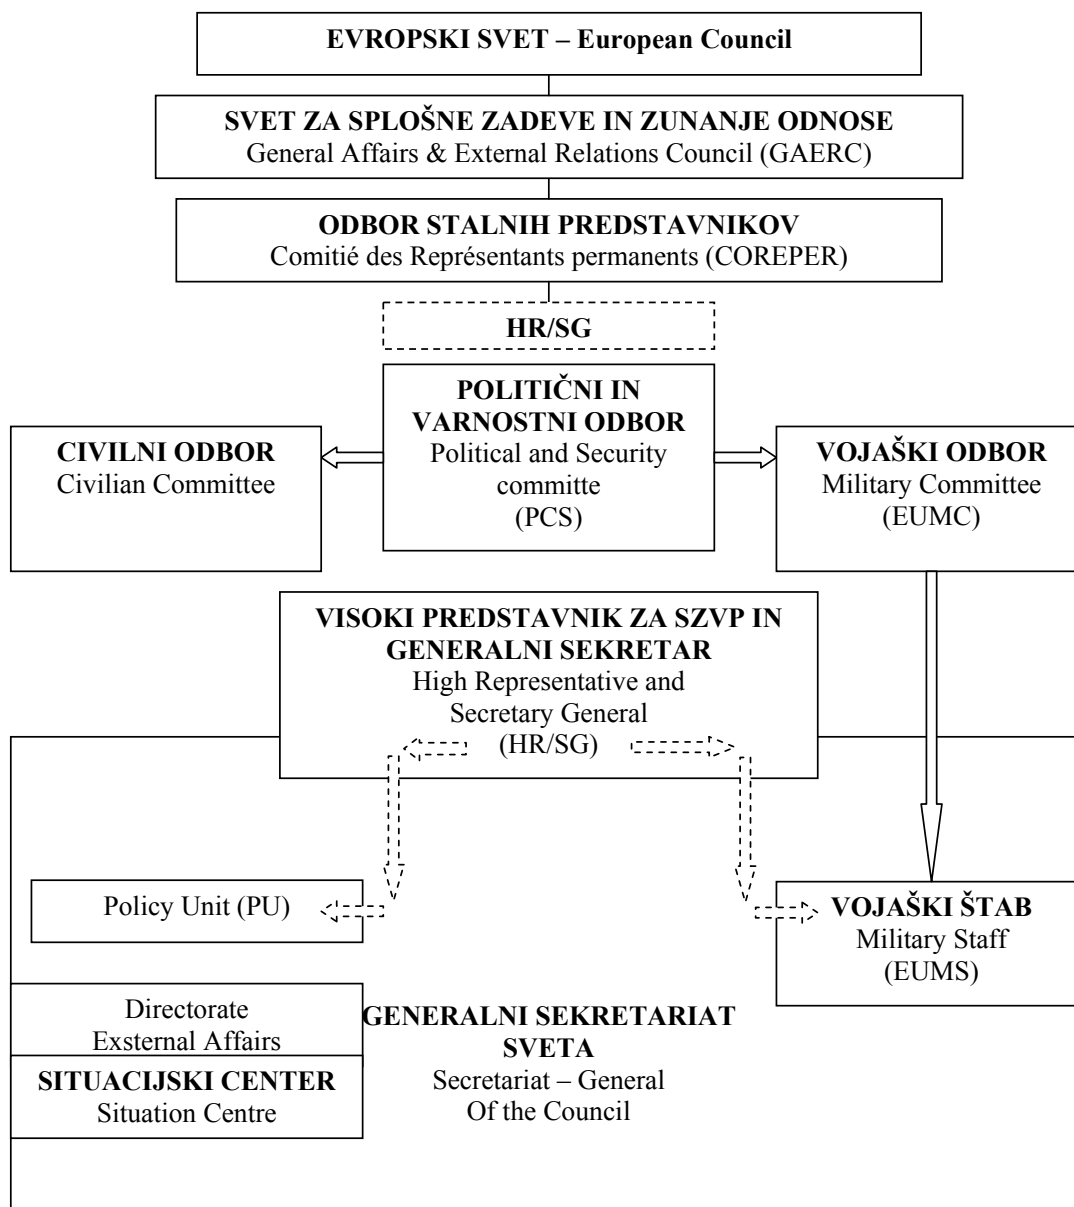 EVROPSKI SVET – European Council
SVET ZA SPLOŠNE ZADEVE IN ZUNANJE ODNOSE
General Affairs & External Relations Council (GAERC)
ODBOR STALNIH PREDSTAVNIKOV
Comitié des Représentants permanents (COREPER)
HR/SG
POLITIČNI IN
VARNOSTNI ODBOR
Political and Security
committe
(PCS)
CIVILNI ODBOR
Civilian Committee
VOJAŠKI ODBOR
Military Committee
(EUMC)
VISOKI PREDSTAVNIK ZA SZVP IN
GENERALNI SEKRETAR
High Representative and
Secretary General
(HR/SG)
Policy Unit (PU)
VOJAŠKI ŠTAB
Military Staff
(EUMS)
Directorate
Exsternal Affairs
SITUACIJSKI CENTER
Situation Centre
GENERALNI SEKRETARIAT
SVETA
Secretariat – General
Of the Council